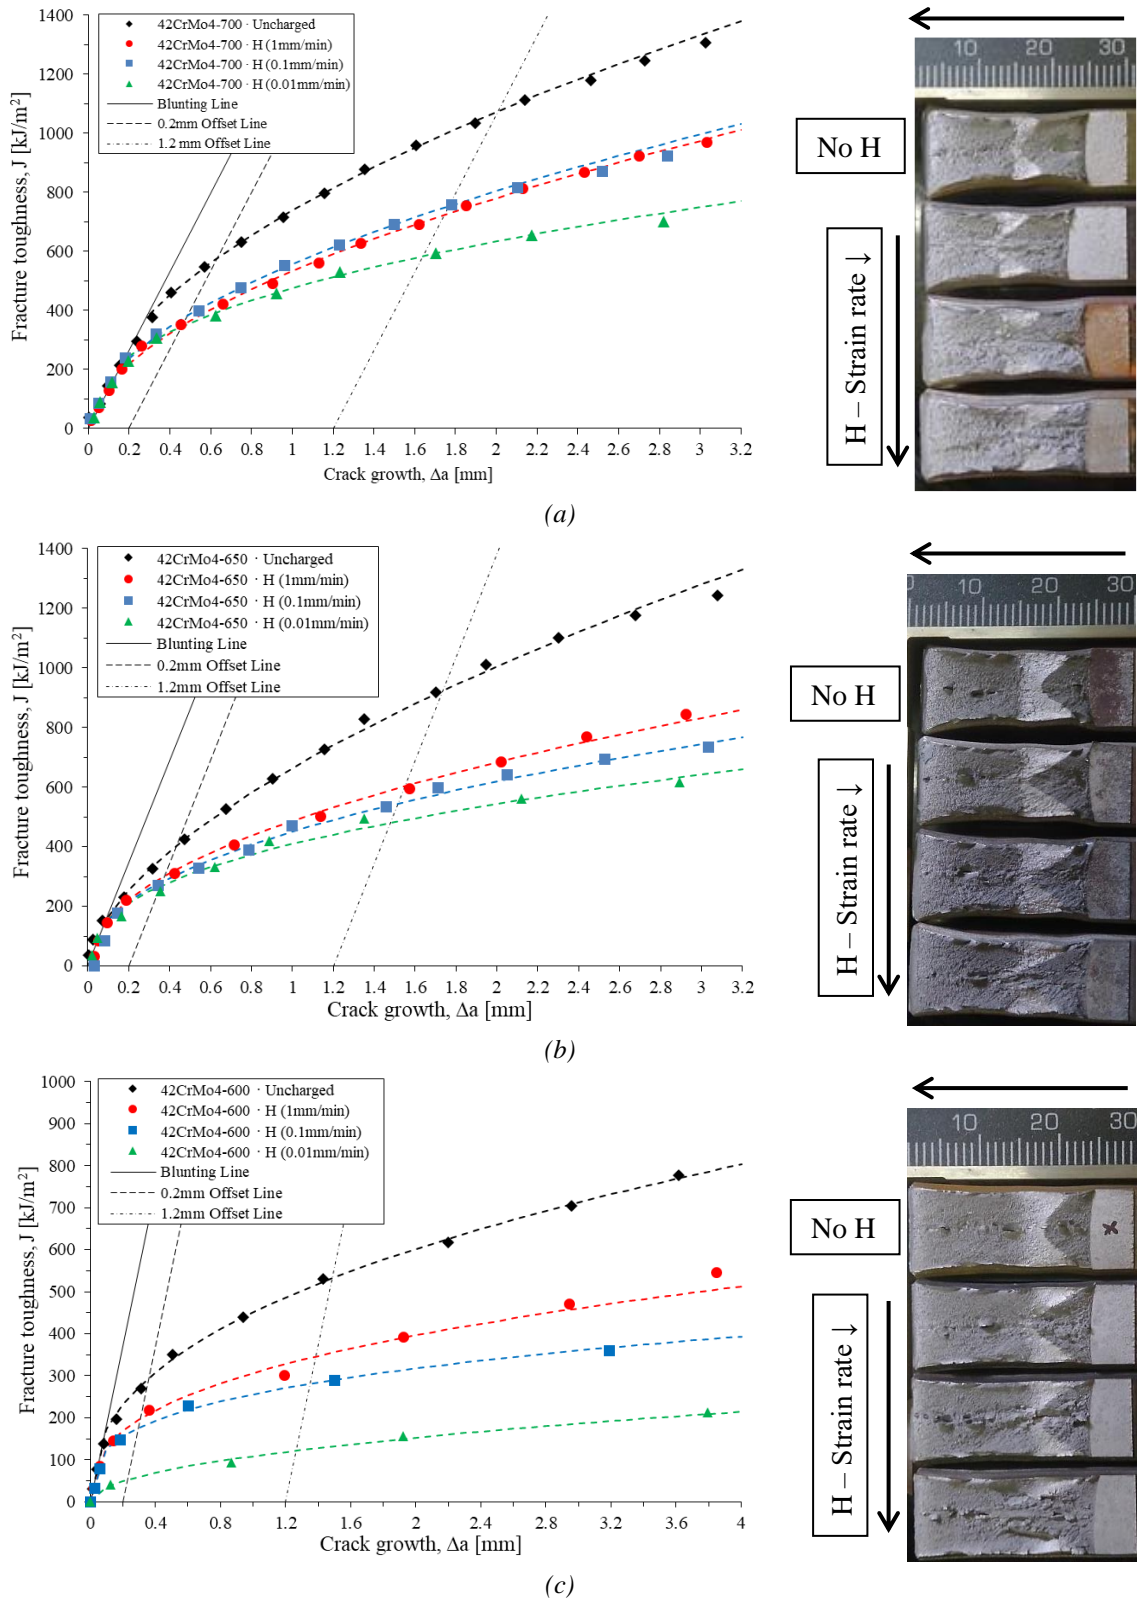 1400
1200
1000
800
600
400
200
0
Fracture toughness, J [kJ/m²]
42CrMo4-700 · Uncharged
42CrMo4-700 · H (1mm/min)
42CrMo4-700 · H (0.1mm/min)
42CrMo4-700 · H (0.01mm/min)
Blunting Line
0.2mm Offset Line
1.2 mm Offset Line
0 0.2 0.4 0.6 0.8 1 1.2 1.4 1.6 1.8 2 2.2 2.4 2.6 2.8 3 3.2
Crack growth, Δa [mm]
No H
H – Strain rate ↓
10 20 30
(a)
1400
1200
1000
800
600
400
200
0
Fracture toughness, J [kJ/m²]
42CrMo4-650 · Uncharged
42CrMo4-650 · H (1mm/min)
42CrMo4-650 · H (0.1mm/min)
42CrMo4-650 · H (0.01mm/min)
Blunting Line
0.2mm Offset Line
1.2mm Offset Line
0 0.2 0.4 0.6 0.8 1 1.2 1.4 1.6 1.8 2 2.2 2.4 2.6 2.8 3 3.2
Crack growth, Δa [mm]
No H
H – Strain rate ↓
0 10 20 30
(b)
1000
900
800
700
600
500
400
300
200
100
0
Fracture toughness, J [kJ/m²]
42CrMo4-600 · Uncharged
42CrMo4-600 · H (1mm/min)
42CrMo4-600 · H (0.1mm/min)
42CrMo4-600 · H (0.01mm/min)
Blunting Line
0.2mm Offset Line
1.2mm Offset Line
0 0.4 0.8 1.2 1.6 2 2.4 2.8 3.2 3.6 4
Crack growth, Δa [mm]
No H
H – Strain rate ↓
10 20 30
(c)